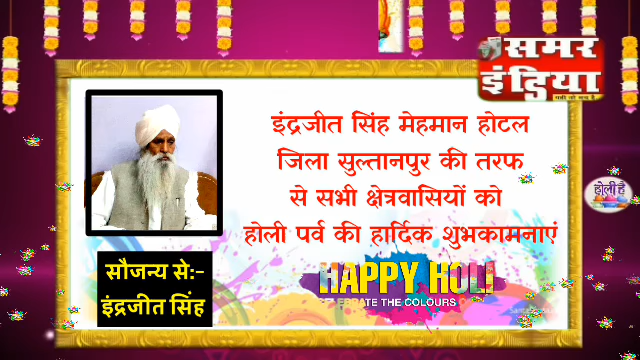 समर
इंडिया
इंद्रजीत सिंह मेहमान होटल
जिला सुल्तानपुर की तरफ
से सभी क्षेत्रवासियों को
होली पर्व की हार्दिक शुभकामनाएं
होली है
सौजन्य से:-
इंद्रजीत सिंह
HAPPY HOLI
CELEBRATE THE COLOURS